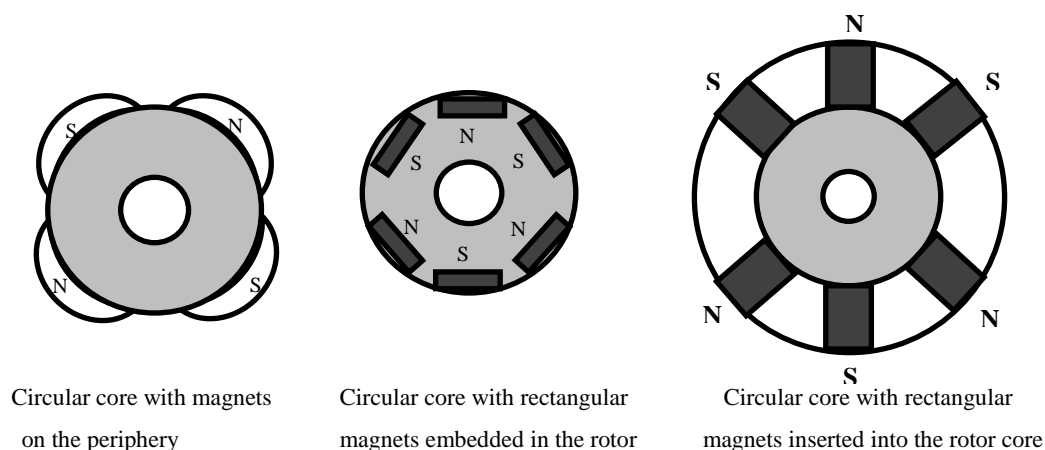 S
N
N
S
N
S
S
N
N
S
N
S
S
N
N
S
Circular core with magnets
on the periphery
Circular core with rectangular
magnets embedded in the rotor
Circular core with rectangular
magnets inserted into the rotor core